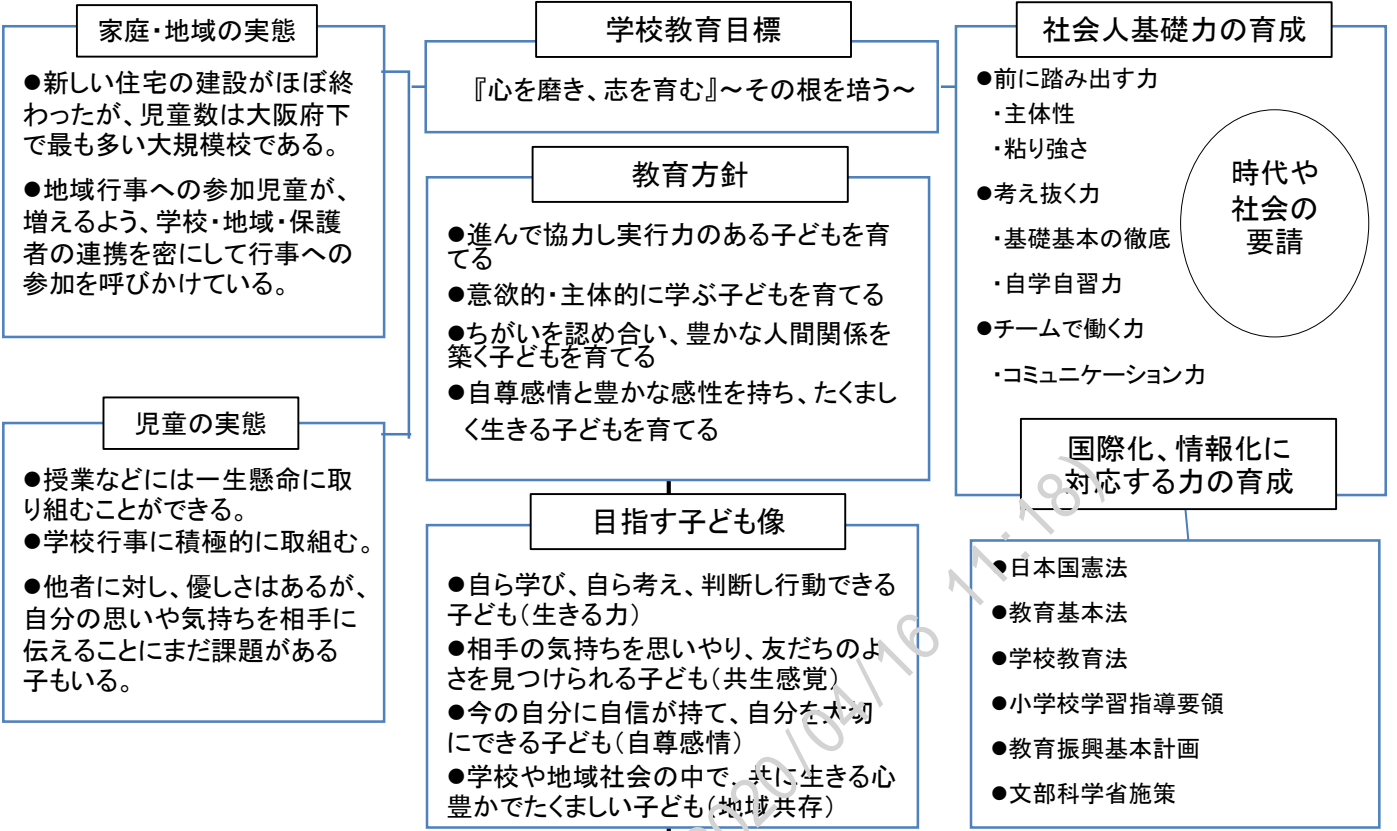 家庭・地域の実態
●新しい住宅の建設がほぼ終
わったが、児童数は大阪府下
で最も多い大規模校である。
●地域行事への参加児童が、
増えるよう、学校・地域・保護
者の連携を密にして行事への
参加を呼びかけている。
児童の実態
●授業などには一生懸命に取
り組むことができる。
●学校行事に積極的に取組む。
●他者に対し、優しさはあるが、
自分の思いや気持ちを相手に
伝えることにまだ課題がある
子もいる。
学校教育目標
『心を磨き、志を育む』～その根を培う～
教育方針
●進んで協力し実行力のある子どもを育
てる
●意欲的・主体的に学ぶ子どもを育てる
●ちがいを認め合い、豊かな人間関係を
築く子どもを育てる
●自尊感情と豊かな感性を持ち、たくまし
く生きる子どもを育てる
目指す子ども像
●自ら学び、自ら考え、判断し行動できる
子ども（生きる力）
●相手の気持ちを思いやり、友だちのよ
さを見つけられる子ども（共生感覚）
●今の自分に自信が持て、自分を大切
にできる子ども（自尊感情）
●学校や地域社会の中で、共に生きる心
豊かでたくましい子ども（地域共存）
社会人基礎力の育成
●前に踏み出す力
・主体性
・粘り強さ
●考え抜く力
・基礎基本の徹底
・自学自習力
●チームで働く力
・コミュニケーション力
時代や
社会の
要請
国際化、情報化に
対応する力の育成
●日本国憲法
●教育基本法
●学校教育法
●小学校学習指導要領
●教育振興基本計画
●文部科学省施策
2020/04/16 11:18)